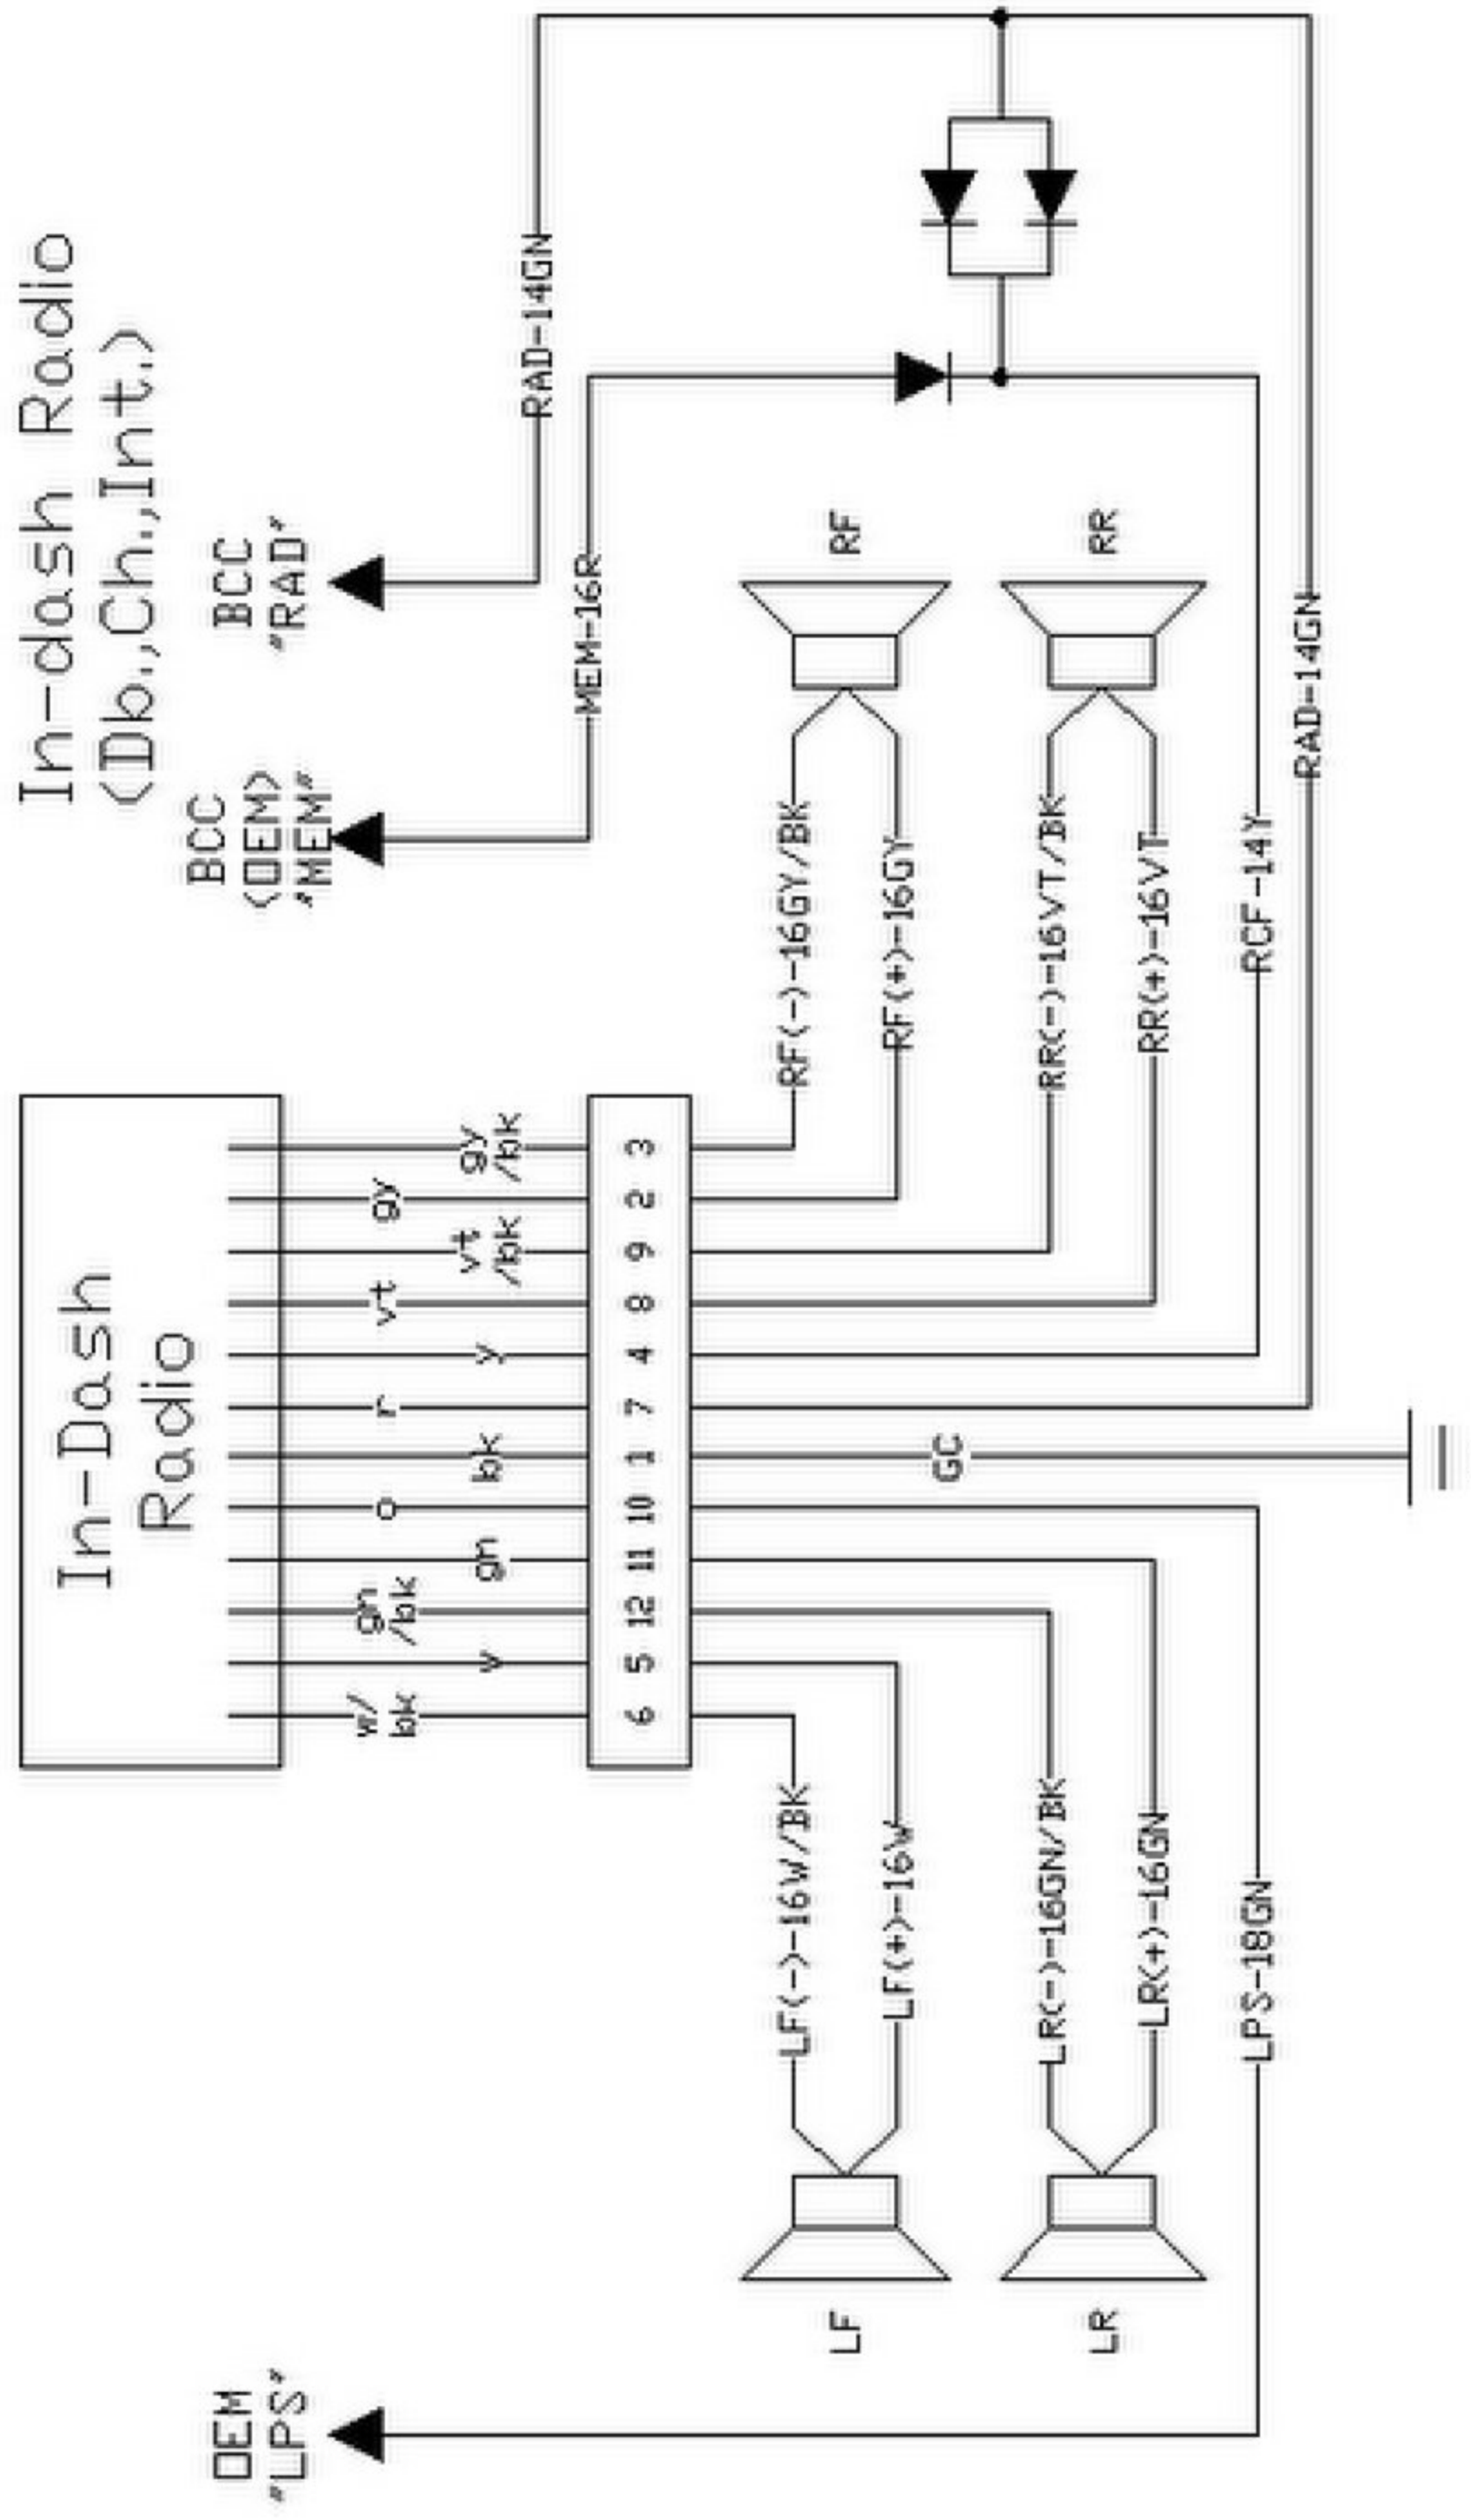 In-dash Radio
(Db.,Ch.,Int.)
OEM
"LPS"
BCC
(OEM)
"MEM"
BCC
"RAD"
In-Dash
Radio
w/
bk
v
gn
/bk
gn
o
bk
r
y
vt
vt
/bk
gy
gy
/bk
6
5
12
11
10
1
7
4
8
9
2
3
RAD-14GN
MEM-16R
LF(-)-16W/BK
LF(+)-16W
LR(-)-16GN/BK
LR(+)-16GN
LPS-18GN
GC
RF(-)-16GY/BK
RF(+)-16GY
RR(-)-16VT/BK
RR(+)-16VT
RCF-14Y
RAD-14GN
LF
LR
RF
RR